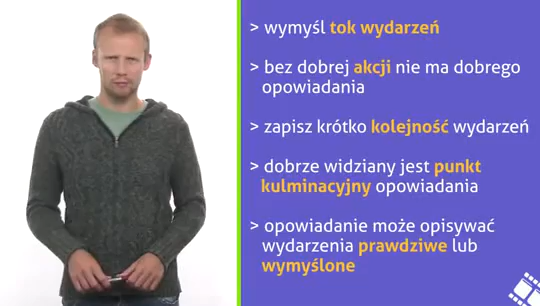 > wymyśl tok wydarzeń
> bez dobrej akcji nie ma dobrego
opowiadania
> zapisz krótko kolejność wydarzeń
> dobrze widziany jest punkt
kulminacyjny opowiadania
> opowiadanie może opisywać
wydarzenia prawdziwe lub
wymyślone